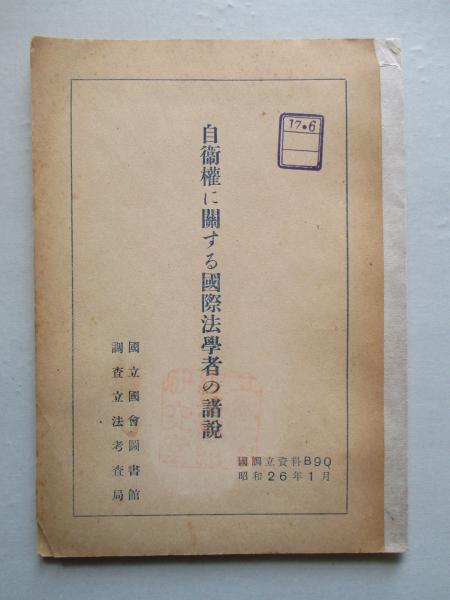 17.6
自衞權に關する國際法學者の諸說
國立國會圖書館
調査立法考査局
國調立資料B90
昭和26年1月